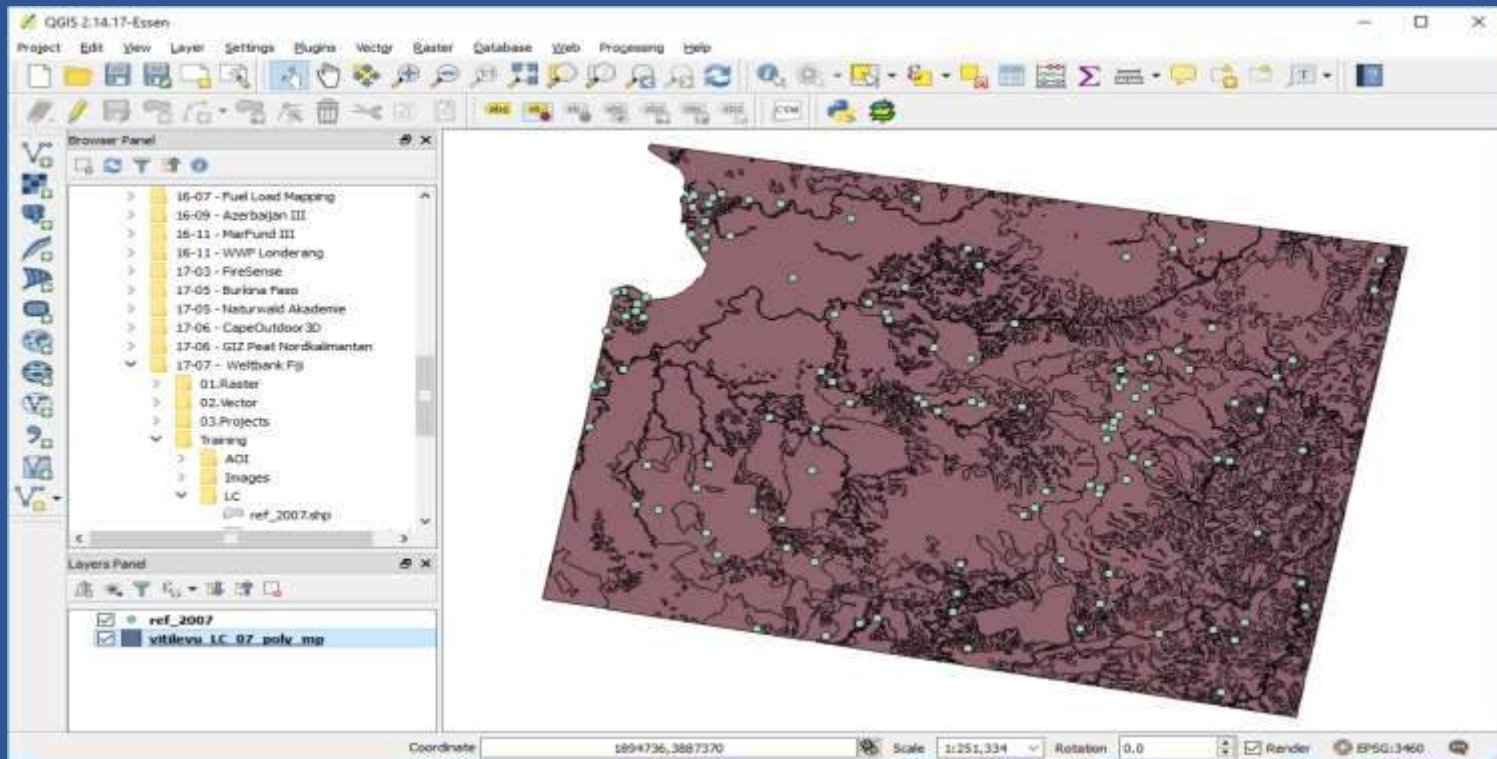 QGIS 2.14.17-Essen
Project Edit View Layer Settings Plugins Vector Raster Database Web Processing Help
Browser Panel
16-07 - Fuel Load Mapping
16-09 - Azerbaijan III
16-11 - MarFund III
16-11 - WWF Londerang
17-03 - FireSense
17-05 - Burkina Faso
17-05 - Naturwald Akademie
17-06 - CapeOutdoor3D
17-06 - GIZ Peat Nordkalimantan
17-07 - Weltbank Fiji
01.Raster
02.Vector
03.Projects
Training
AOI
Images
LC
ref_2007.shp
Layers Panel
ref_2007
vitilevu_LC_07_poly_mp
Coordinate 1894736,3887370 Scale 1:251,334 Rotation 0.0 Render EPSG:3460